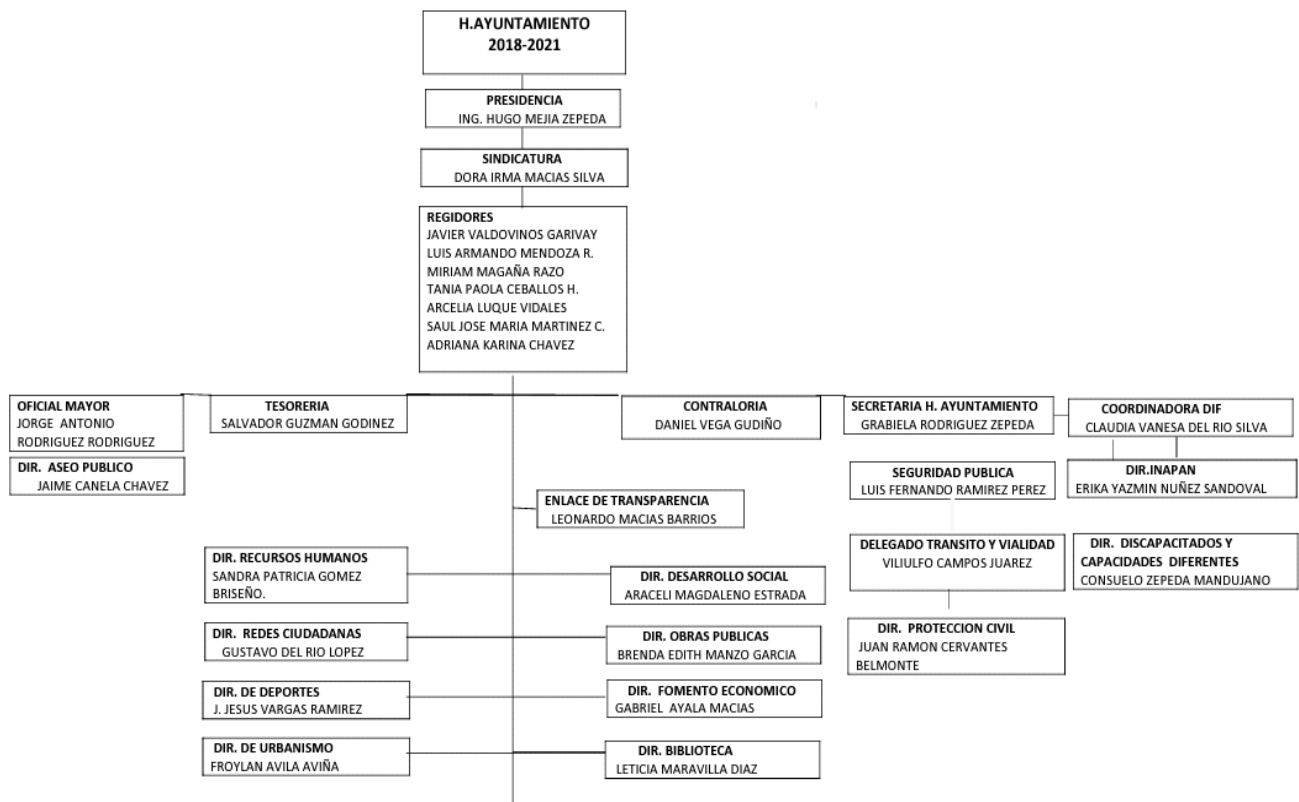 H.AYUNTAMIENTO
2018-2021
PRESIDENCIA
ING. HUGO MEJIA ZEPEDA
SINDICATURA
DORA IRMA MACIAS SILVA
REGIDORES
JAVIER VALDOVINOS GARIVAY
LUIS ARMANDO MENDOZA R.
MIRIAM MAGAÑA RAZO
TANIA PAOLA CEBALLOS H.
ARCELIA LUQUE VIDALES
SAUL JOSE MARIA MARTINEZ C.
ADRIANA KARINA CHAVEZ
OFICIAL MAYOR
JORGE ANTONIO
RODRIGUEZ RODRIGUEZ
TESORERIA
SALVADOR GUZMAN GODINEZ
CONTRALORIA
DANIEL VEGA GUDIÑO
SECRETARIA H. AYUNTAMIENTO
GRABIELA RODRIGUEZ ZEPEDA
COORDINADORA DIF
CLAUDIA VANESA DEL RIO SILVA
DIR. ASEO PUBLICO
JAIME CANELA CHAVEZ
SEGURIDAD PUBLICA
LUIS FERNANDO RAMIREZ PEREZ
DIR.INAPAN
ERIKA YAZMIN NUÑEZ SANDOVAL
ENLACE DE TRANSPARENCIA
LEONARDO MACIAS BARRIOS
DELEGADO TRANSITO Y VIALIDAD
VILIULFO CAMPOS JUAREZ
DIR. DISCAPACITADOS Y
CAPACIDADES DIFERENTES
CONSUELO ZEPEDA MANDUJANO
DIR. RECURSOS HUMANOS
SANDRA PATRICIA GOMEZ
BRISEÑO.
DIR. DESARROLLO SOCIAL
ARACELI MAGDALENO ESTRADA
DIR. PROTECCION CIVIL
JUAN RAMON CERVANTES
BELMONTE
DIR. REDES CIUDADANAS
GUSTAVO DEL RIO LOPEZ
DIR. OBRAS PUBLICAS
BRENDA EDITH MANZO GARCIA
DIR. DE DEPORTES
J. JESUS VARGAS RAMIREZ
DIR. FOMENTO ECONOMICO
GABRIEL AYALA MACIAS
DIR. DE URBANISMO
FROYLAN AVILA AVIÑA
DIR. BIBLIOTECA
LETICIA MARAVILLA DIAZ